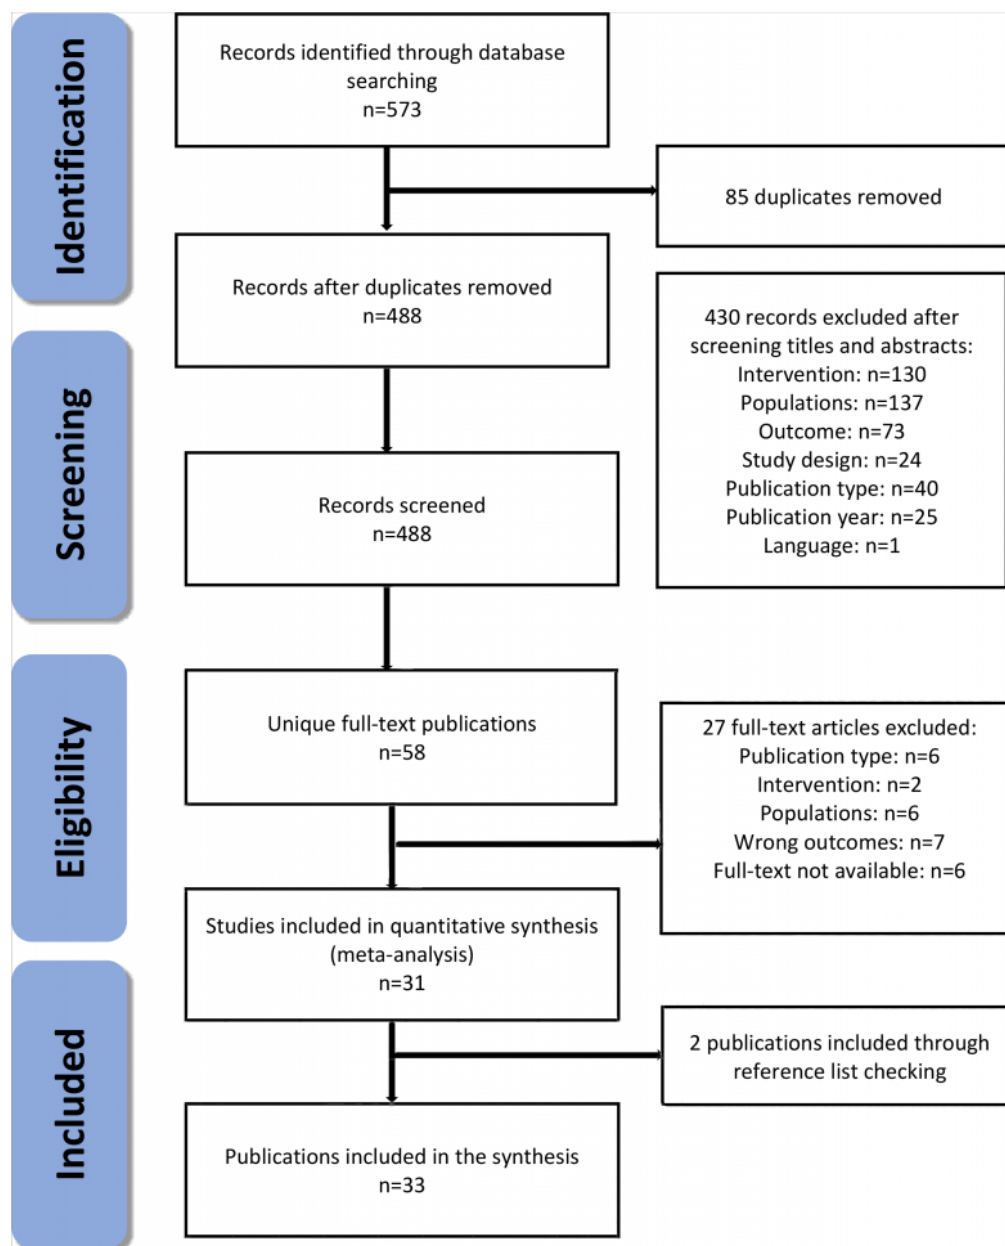 Identification
Records identified through database
searching
n=573
85 duplicates removed
Records after duplicates removed
n=488
Screening
430 records excluded after
screening titles and abstracts:
Intervention: n=130
Populations: n=137
Outcome: n=73
Study design: n=24
Publication type: n=40
Publication year: n=25
Language: n=1
Records screened
n=488
Eligibility
Unique full-text publications
n=58
27 full-text articles excluded:
Publication type: n=6
Intervention: n=2
Populations: n=6
Wrong outcomes: n=7
Full-text not available: n=6
Studies included in quantitative synthesis
(meta-analysis)
n=31
Included
2 publications included through
reference list checking
Publications included in the synthesis
n=33